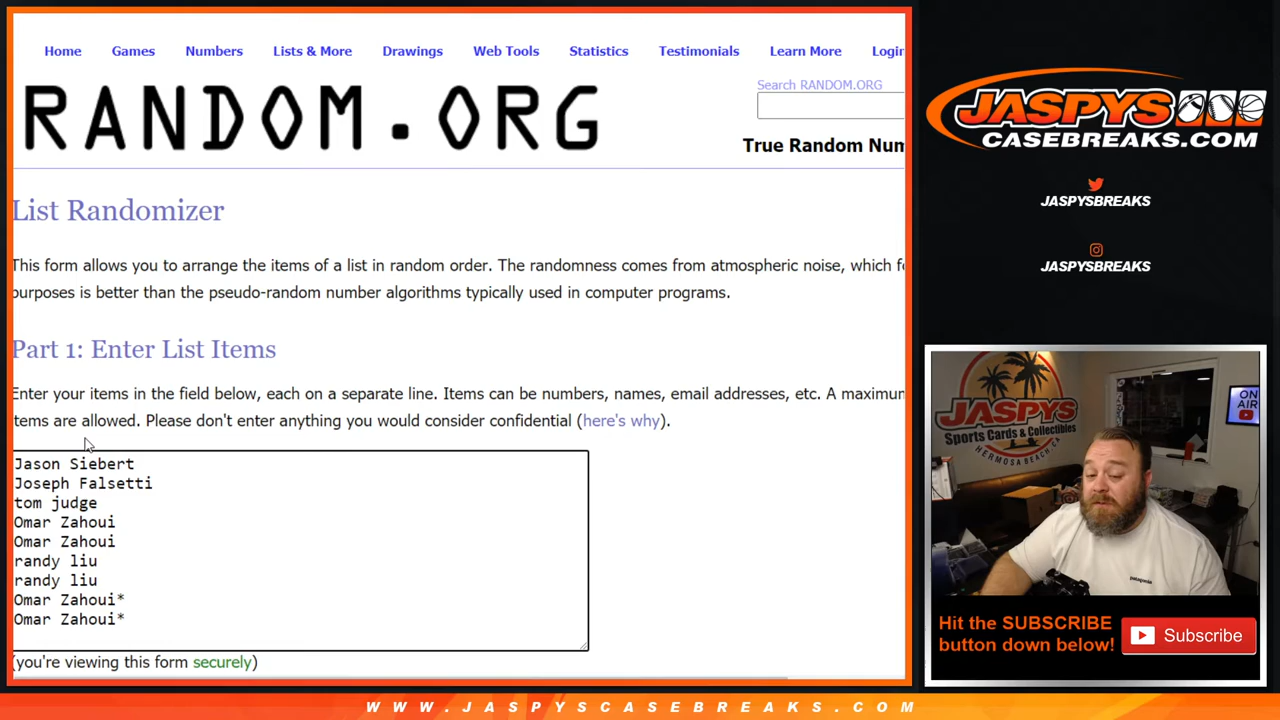 Home Games Numbers Lists & More Drawings Web Tools Statistics Testimonials Learn More Login
RANDOM.ORG
Search RANDOM.ORG
True Random Num
List Randomizer
This form allows you to arrange the items of a list in random order. The randomness comes from atmospheric noise, which f
purposes is better than the pseudo-random number algorithms typically used in computer programs.
Part 1: Enter List Items
Enter your items in the field below, each on a separate line. Items can be numbers, names, email addresses, etc. A maximum
items are allowed. Please don't enter anything you would consider confidential (here's why).
Jason Siebert
Joseph Falsetti
tom judge
Omar Zahoui
Omar Zahoui
randy liu
randy liu
Omar Zahoui*
Omar Zahoui*
(you're viewing this form securely)
JASPYS
CASEBREAKS.COM
JASPYSBREAKS
JASPYSBREAKS
JASPYS
Sports Cards & Collectibles
HERMOSA BEACH, CA
ON
AIR
patagonia
Hit the SUBSCRIBE
button down below!
Subscribe
WWW.JASPYSCASEBREAKS.COM